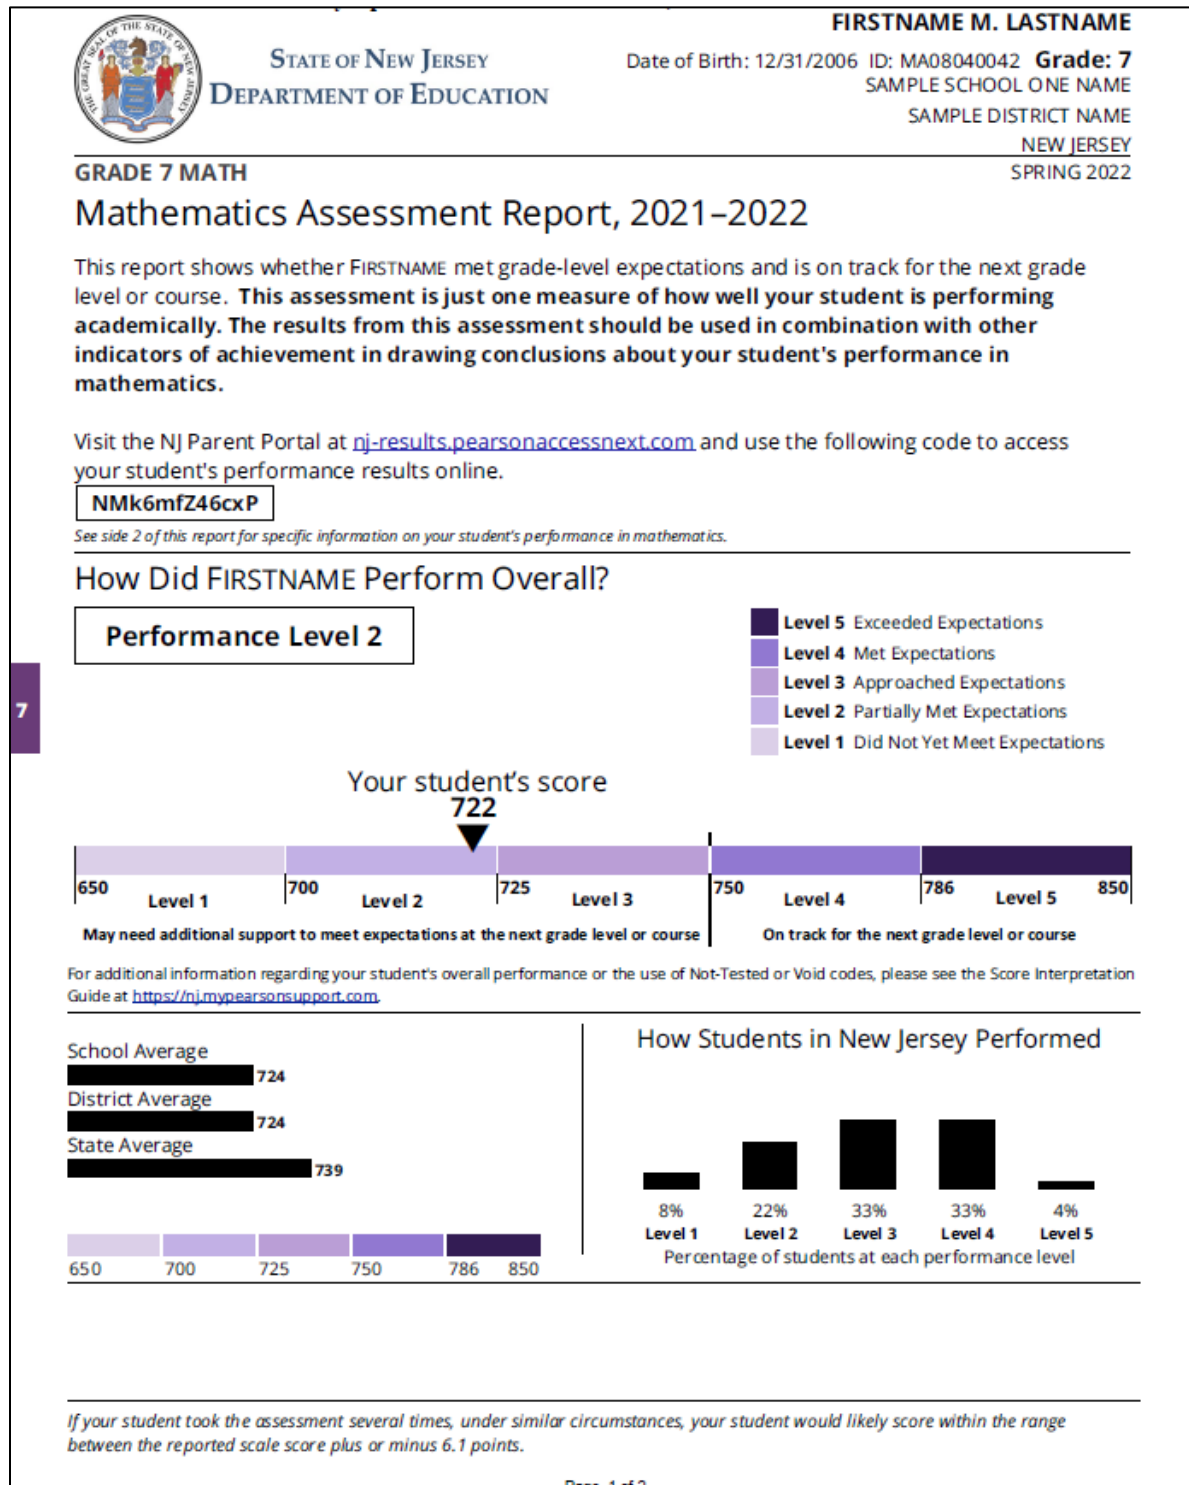 THE GREAT SEAL OF THE STATE OF NEW JERSEY
STATE OF NEW JERSEY
DEPARTMENT OF EDUCATION
FIRSTNAME M. LASTNAME
Date of Birth: 12/31/2006 ID: MA08040042 Grade: 7
SAMPLE SCHOOL ONE NAME
SAMPLE DISTRICT NAME
NEW JERSEY
GRADE 7 MATH
SPRING 2022
Mathematics Assessment Report, 2021–2022
This report shows whether FIRSTNAME met grade-level expectations and is on track for the next grade
level or course. This assessment is just one measure of how well your student is performing
academically. The results from this assessment should be used in combination with other
indicators of achievement in drawing conclusions about your student's performance in
mathematics.
Visit the NJ Parent Portal at nj-results.pearsonaccessnext.com and use the following code to access
your student's performance results online.
NMk6mfZ46cxP
See side 2 of this report for specific information on your student's performance in mathematics.
How Did FIRSTNAME Perform Overall?
Performance Level 2
Level 5 Exceeded Expectations
Level 4 Met Expectations
Level 3 Approached Expectations
Level 2 Partially Met Expectations
Level 1 Did Not Yet Meet Expectations
7
Your student's score
722
650 Level 1 700 Level 2 725 Level 3 750 Level 4 786 Level 5 850
May need additional support to meet expectations at the next grade level or course
On track for the next grade level or course
For additional information regarding your student's overall performance or the use of Not-Tested or Void codes, please see the Score Interpretation
Guide at https://nj.mypearsonsupport.com.
School Average
724
District Average
724
State Average
739
650 700 725 750 786 850
How Students in New Jersey Performed
8% 22% 33% 33% 4%
Level 1 Level 2 Level 3 Level 4 Level 5
Percentage of students at each performance level
If your student took the assessment several times, under similar circumstances, your student would likely score within the range
between the reported scale score plus or minus 6.1 points.